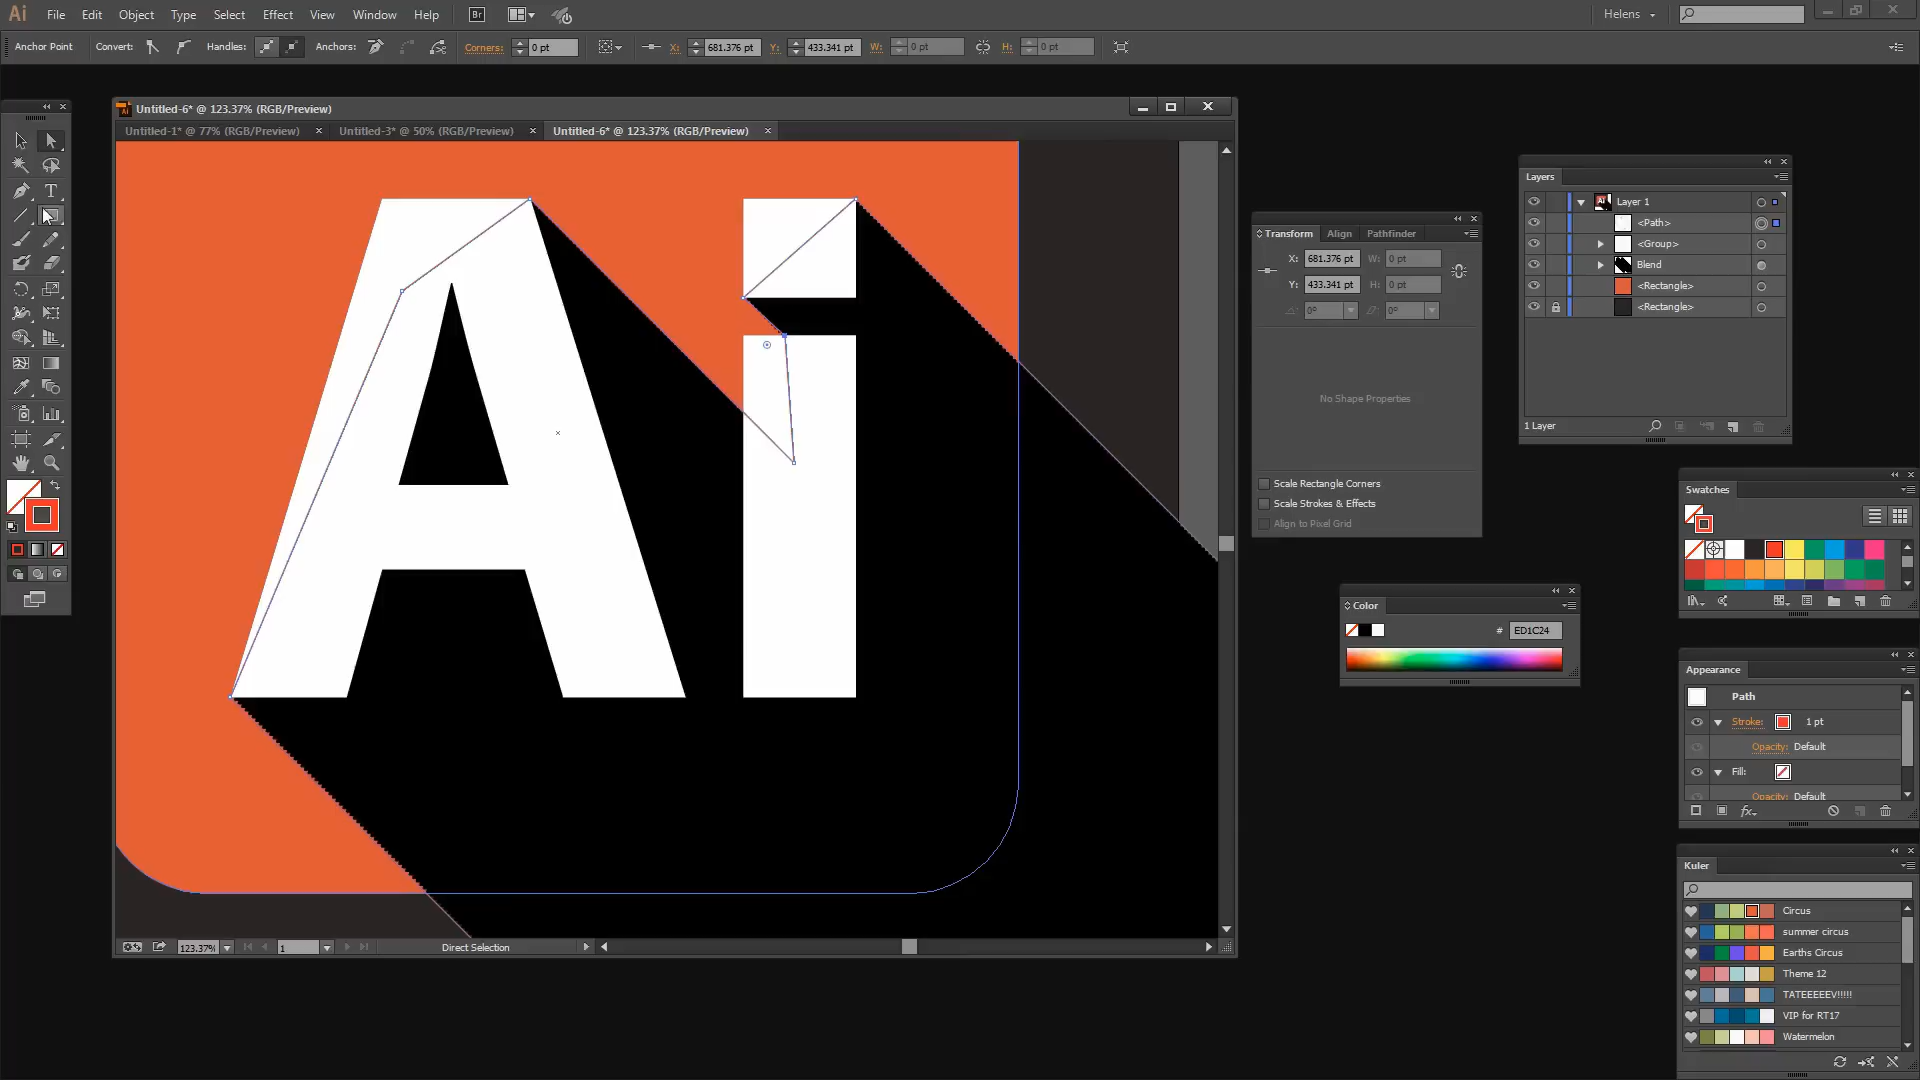 Ai File Edit Object Type Select Effect View Window Help Br Helens
Anchor Point Convert: Handles: Anchors: Corners: 0 pt X: 681.376 pt Y: 433.341 pt W: 0 pt H: 0 pt
Untitled-6* @ 123.37% (RGB/Preview)
Untitled-1* @ 77% (RGB/Preview) Untitled-3* @ 50% (RGB/Preview) Untitled-6* @ 123.37% (RGB/Preview)
Ai
123.37% 1 Direct Selection
Transform Align Pathfinder
X: 681.376 pt W: 0 pt
Y: 433.341 pt H: 0 pt
0° 0°
No Shape Properties
Scale Rectangle Corners
Scale Strokes & Effects
Align to Pixel Grid
Color
# ED1C24
Layers
Layer 1
<Path>
<Group>
Blend
<Rectangle>
<Rectangle>
1 Layer
Swatches
Appearance
Path
Stroke: 1 pt
Opacity: Default
Fill:
Opacity: Default
fx
Kuler
Circus
summer circus
Earths Circus
Theme 12
TATEEEEEV!!!!!
VIP for RT17
Watermelon